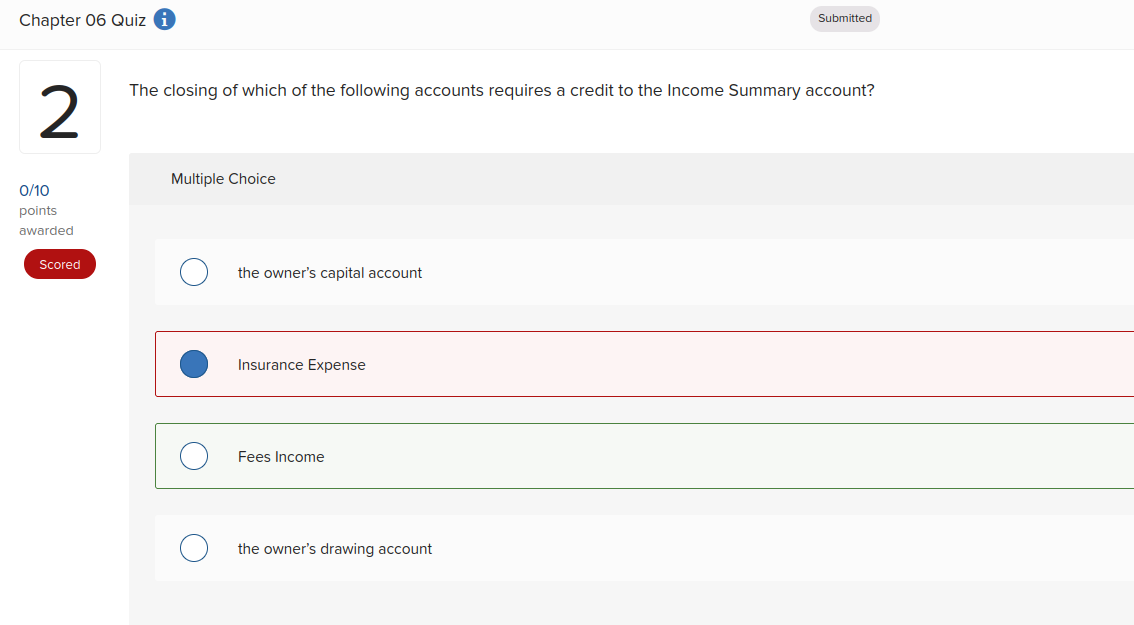 Chapter 06 Quiz i
Submitted
2
The closing of which of the following accounts requires a credit to the Income Summary account?
Multiple Choice
0/10
points
awarded
Scored
the owner’s capital account
Insurance Expense
Fees Income
the owner’s drawing account